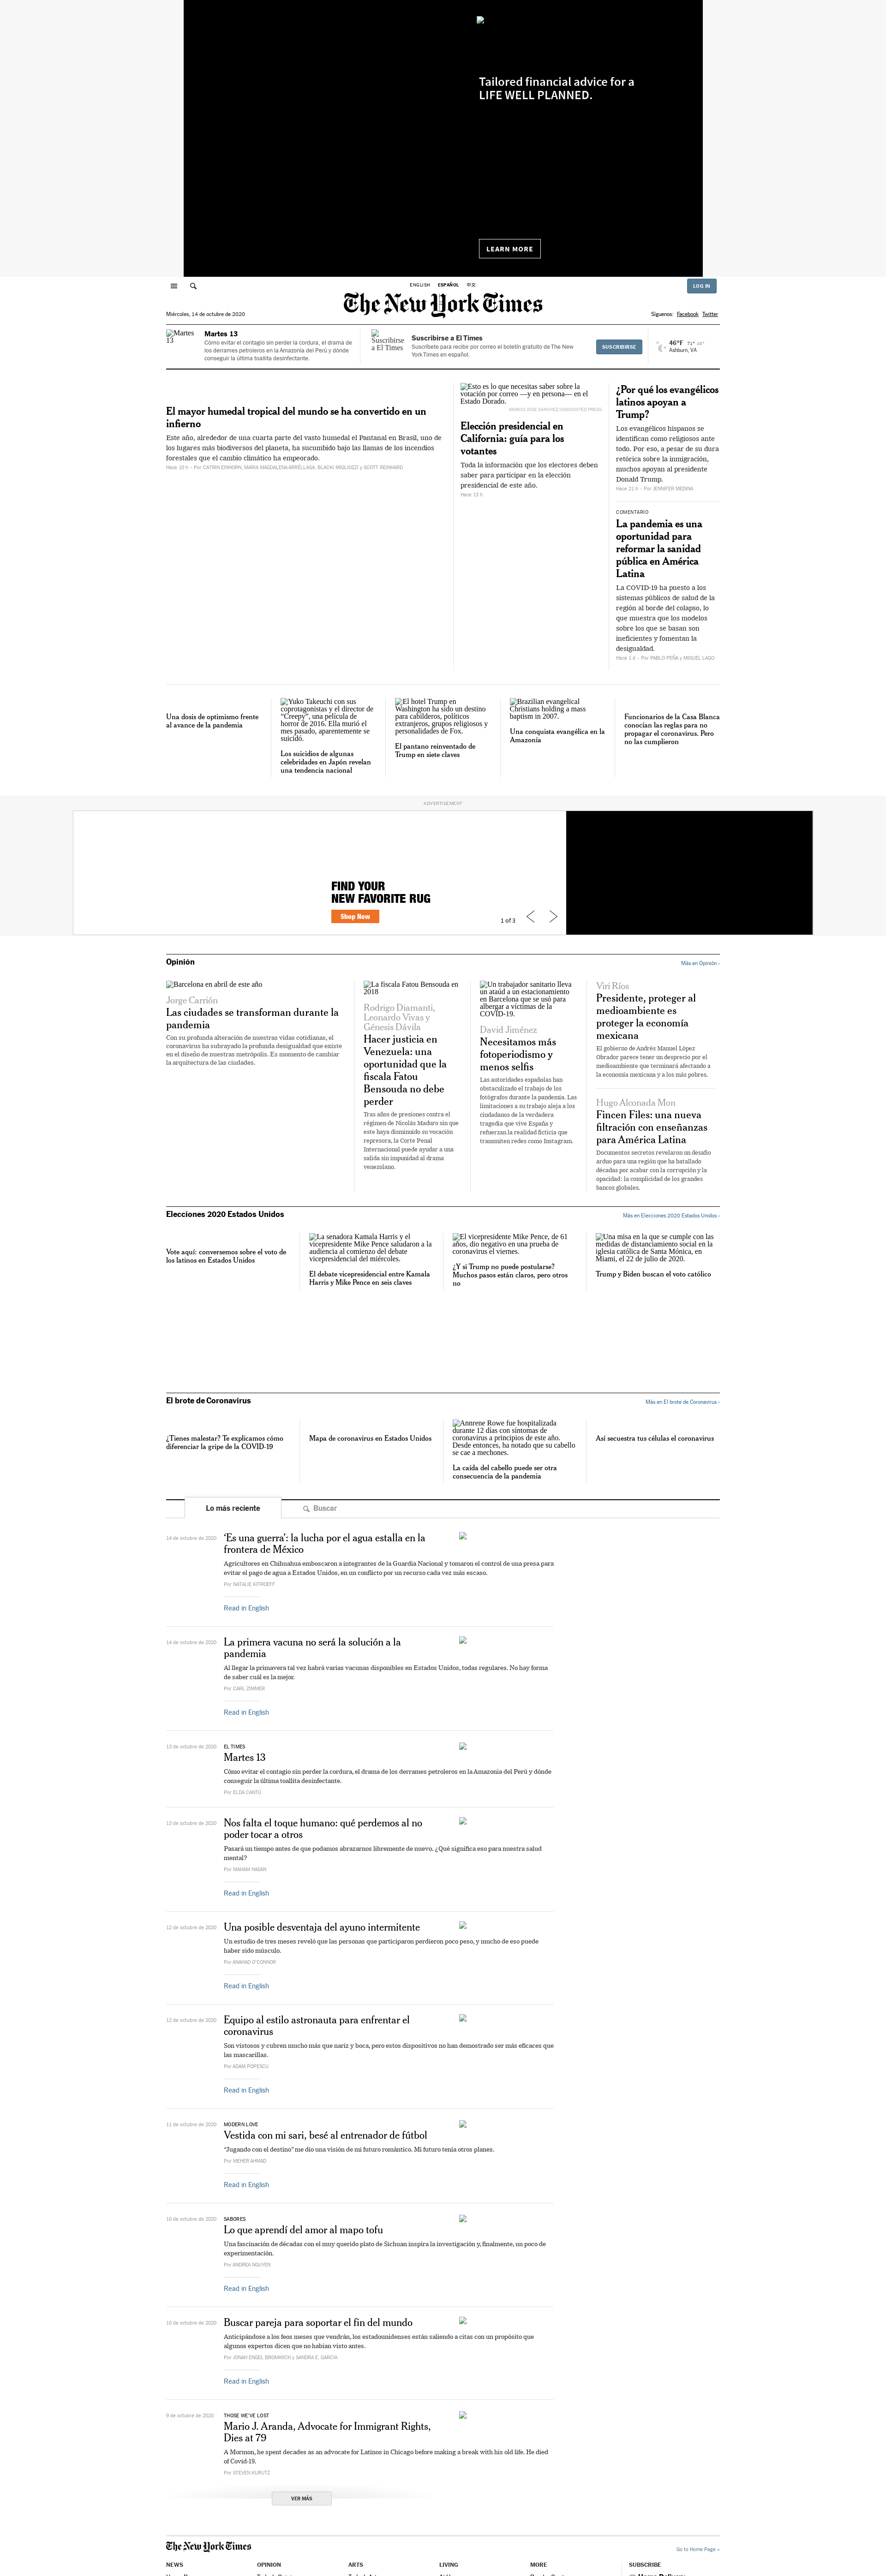 Tailored financial advice for a
LIFE WELL PLANNED.
LEARN MORE
ENGLISH ESPAÑOL 中文
LOG IN
The New York Times
Miércoles, 14 de octubre de 2020
Síguenos: Facebook Twitter
Martes 13
Martes 13
Cómo evitar el contagio sin perder la cordura, el drama de
los derrames petroleros en la Amazonía del Perú y dónde
conseguir la última toallita desinfectante.
Suscribirse
a El Times
Suscribirse a El Times
Suscríbete para recibir por correo el boletín gratuito de The New
York Times en español.
SUSCRIBIRSE
46°F 71°
Ashburn, VA
El mayor humedal tropical del mundo se ha convertido en un
infierno
Este año, alrededor de una cuarta parte del vasto humedal el Pantanal en Brasil, uno de
los lugares más biodiversos del planeta, ha sucumbido bajo las llamas de los incendios
forestales que el cambio climático ha empeorado.
Hace 10 h – Por CATRIN EINHORN, MARIA MAGDALENA ARRÉLLAGA, BLACKI MIGLIOZZI y SCOTT REINHARD
Esto es lo que necesitas saber sobre la
votación por correo —y en persona— en el
Estado Dorado.
MARCIO JOSE SANCHEZ/ASSOCIATED PRESS
Elección presidencial en
California: guía para los
votantes
Toda la información que los electores deben
saber para participar en la elección
presidencial de este año.
Hace 13 h
¿Por qué los evangélicos
latinos apoyan a
Trump?
Los evangélicos hispanos se
identifican como religiosos ante
todo. Por eso, a pesar de su dura
retórica sobre la inmigración,
muchos apoyan al presidente
Donald Trump.
Hace 21 h – Por JENNIFER MEDINA
COMENTARIO
La pandemia es una
oportunidad para
reformar la sanidad
pública en América
Latina
La COVID-19 ha puesto a los
sistemas públicos de salud de la
región al borde del colapso, lo
que muestra que los modelos
sobre los que se basan son
ineficientes y fomentan la
desigualdad.
Hace 1 d – Por PABLO PEÑA y MIGUEL LAGO
Una dosis de optimismo frente
al avance de la pandemia
Yuko Takeuchi con sus
coprotagonistas y el director de
“Creepy”, una película de
horror de 2016. Ella murió el
mes pasado, aparentemente se
suicidó.
Los suicidios de algunas
celebridades en Japón revelan
una tendencia nacional
El hotel Trump en
Washington ha sido un destino
para cabilderos, políticos
extranjeros, grupos religiosos y
personalidades de Fox.
El pantano reinventado de
Trump en siete claves
Brazilian evangelical
Christians holding a mass
baptism in 2007.
Una conquista evangélica en la
Amazonía
Funcionarios de la Casa Blanca
conocían las reglas para no
propagar el coronavirus. Pero
no las cumplieron
ADVERTISEMENT
FIND YOUR
NEW FAVORITE RUG
Shop Now
1 of 3
Opinión
Más en Opinión ›
Barcelona en abril de este año
Jorge Carrión
Las ciudades se transforman durante la
pandemia
Con su profunda alteración de nuestras vidas cotidianas, el
coronavirus ha subrayado la profunda desigualdad que existe
en el diseño de nuestras metrópolis. Es momento de cambiar
la arquitectura de las ciudades.
La fiscala Fatou Bensouda en
2018
Rodrigo Diamanti,
Leonardo Vivas y
Génesis Dávila
Hacer justicia en
Venezuela: una
oportunidad que la
fiscala Fatou
Bensouda no debe
perder
Tras años de presiones contra el
régimen de Nicolás Maduro sin que
este haya disminuido su vocación
represora, la Corte Penal
Internacional puede ayudar a una
salida sin impunidad al drama
venezolano.
Un trabajador sanitario lleva
un ataúd a un estacionamiento
en Barcelona que se usó para
albergar a víctimas de la
COVID-19.
David Jiménez
Necesitamos más
fotoperiodismo y
menos selfis
Las autoridades españolas han
obstaculizado el trabajo de los
fotógrafos durante la pandemia. Las
limitaciones a su trabajo aleja a los
ciudadanos de la verdadera
tragedia que vive España y
refuerzan la realidad ficticia que
transmiten redes como Instagram.
Viri Ríos
Presidente, proteger al
medioambiente es
proteger la economía
mexicana
El gobierno de Andrés Manuel López
Obrador parece tener un desprecio por el
medioambiente que terminará afectando a
la economía mexicana y a los más pobres.
Hugo Alconada Mon
Fincen Files: una nueva
filtración con enseñanzas
para América Latina
Documentos secretos revelaron un desafío
arduo para una región que ha batallado
décadas por acabar con la corrupción y la
opacidad: la complicidad de los grandes
bancos globales.
Elecciones 2020 Estados Unidos
Más en Elecciones 2020 Estados Unidos ›
Vote aquí: conversemos sobre el voto de
los latinos en Estados Unidos
La senadora Kamala Harris y el
vicepresidente Mike Pence saludaron a la
audiencia al comienzo del debate
vicepresidencial del miércoles.
El debate vicepresidencial entre Kamala
Harris y Mike Pence en seis claves
El vicepresidente Mike Pence, de 61
años, dio negativo en una prueba de
coronavirus el viernes.
¿Y si Trump no puede postularse?
Muchos pasos están claros, pero otros
no
Una misa en la que se cumple con las
medidas de distanciamiento social en la
iglesia católica de Santa Mónica, en
Miami, el 22 de julio de 2020.
Trump y Biden buscan el voto católico
El brote de Coronavirus
Más en El brote de Coronavirus ›
¿Tienes malestar? Te explicamos cómo
diferenciar la gripe de la COVID-19
Mapa de coronavirus en Estados Unidos
Annrene Rowe fue hospitalizada
durante 12 días con síntomas de
coronavirus a principios de este año.
Desde entonces, ha notado que su cabello
se cae a mechones.
La caída del cabello puede ser otra
consecuencia de la pandemia
Así secuestra tus células el coronavirus
Lo más reciente
Buscar
14 de octubre de 2020
‘Es una guerra’: la lucha por el agua estalla en la
frontera de México
Agricultores en Chihuahua emboscaron a integrantes de la Guardia Nacional y tomaron el control de una presa para
evitar el pago de agua a Estados Unidos, en un conflicto por un recurso cada vez más escaso.
Por NATALIE KITROEFF
Read in English
14 de octubre de 2020
La primera vacuna no será la solución a la
pandemia
Al llegar la primavera tal vez habrá varias vacunas disponibles en Estados Unidos, todas regulares. No hay forma
de saber cuál es la mejor.
Por CARL ZIMMER
Read in English
13 de octubre de 2020
EL TIMES
Martes 13
Cómo evitar el contagio sin perder la cordura, el drama de los derrames petroleros en la Amazonía del Perú y dónde
conseguir la última toallita desinfectante.
Por ELDA CANTÚ
13 de octubre de 2020
Nos falta el toque humano: qué perdemos al no
poder tocar a otros
Pasará un tiempo antes de que podamos abrazarnos libremente de nuevo. ¿Qué significa eso para nuestra salud
mental?
Por MAHAM HASAN
Read in English
12 de octubre de 2020
Una posible desventaja del ayuno intermitente
Un estudio de tres meses reveló que las personas que participaron perdieron poco peso, y mucho de eso puede
haber sido músculo.
Por ANAHAD O'CONNOR
Read in English
12 de octubre de 2020
Equipo al estilo astronauta para enfrentar el
coronavirus
Son vistosos y cubren mucho más que nariz y boca, pero estos dispositivos no han demostrado ser más eficaces que
las mascarillas.
Por ADAM POPESCU
Read in English
11 de octubre de 2020
MODERN LOVE
Vestida con mi sari, besé al entrenador de fútbol
“Jugando con el destino” me dio una visión de mi futuro romántico. Mi futuro tenía otros planes.
Por MEHER AHMAD
Read in English
10 de octubre de 2020
SABORES
Lo que aprendí del amor al mapo tofu
Una fascinación de décadas con el muy querido plato de Sichuan inspira la investigación y, finalmente, un poco de
experimentación.
Por ANDREA NGUYEN
Read in English
10 de octubre de 2020
Buscar pareja para soportar el fin del mundo
Anticipándose a los feos meses que vendrán, los estadounidenses están saliendo a citas con un propósito que
algunos expertos dicen que no habían visto antes.
Por JONAH ENGEL BROMWICH y SANDRA E. GARCIA
Read in English
9 de octubre de 2020
THOSE WE'VE LOST
Mario J. Aranda, Advocate for Immigrant Rights,
Dies at 79
A Mormon, he spent decades as an advocate for Latinos in Chicago before making a break with his old life. He died
of Covid-19.
Por STEVEN KURUTZ
VER MÁS
The New York Times
Go to Home Page »
NEWS OPINION ARTS LIVING MORE SUBSCRIBE